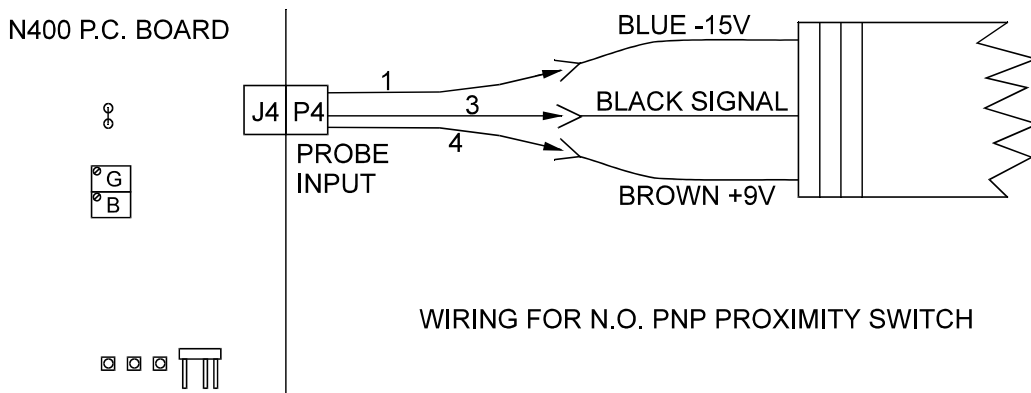 N400 P.C. BOARD
BLUE -15V
1
J4
P4
3
BLACK SIGNAL
4
PROBE
INPUT
G
B
BROWN +9V
WIRING FOR N.O. PNP PROXIMITY SWITCH